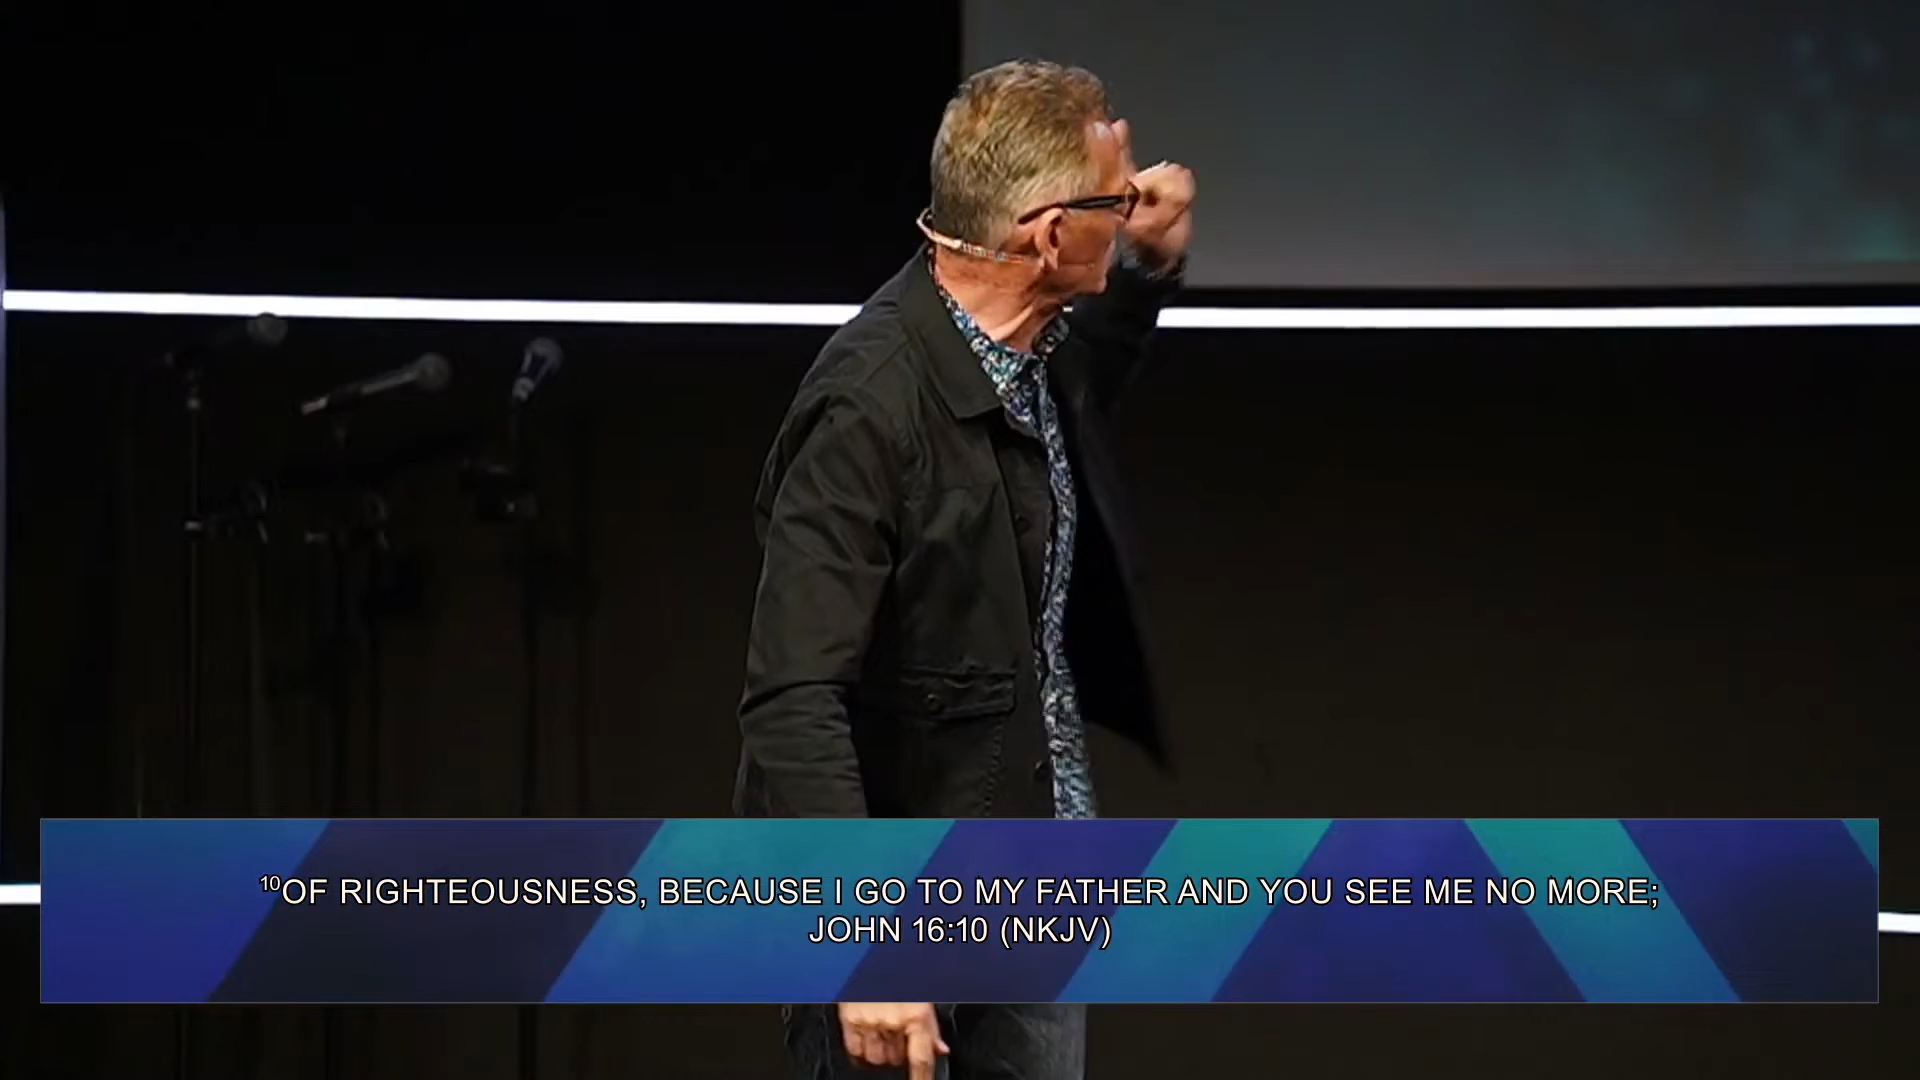 ¹⁰OF RIGHTEOUSNESS, BECAUSE I GO TO MY FATHER AND YOU SEE ME NO MORE;
JOHN 16:10 (NKJV)